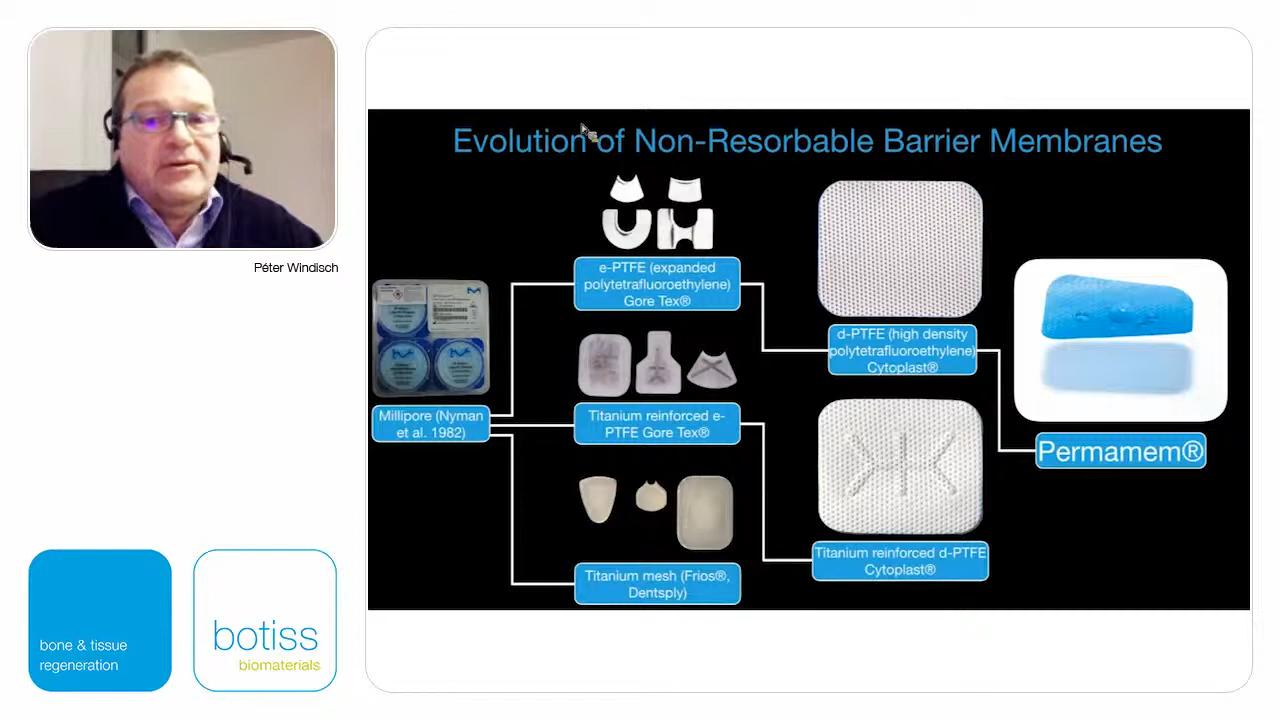 Evolution of Non-Resorbable Barrier Membranes
Péter Windisch
e-PTFE (expanded
polytetrafluoroethylene)
Gore Tex®
d-PTFE (high density
polytetrafluoroethylene)
Cytoplast®
Millipore (Nyman
et al. 1982)
Titanium reinforced e-
PTFE Gore Tex®
Permamem®
Titanium reinforced d-PTFE
Cytoplast®
Titanium mesh (Frios®,
Dentsply)
bone & tissue
regeneration
botiss
biomaterials